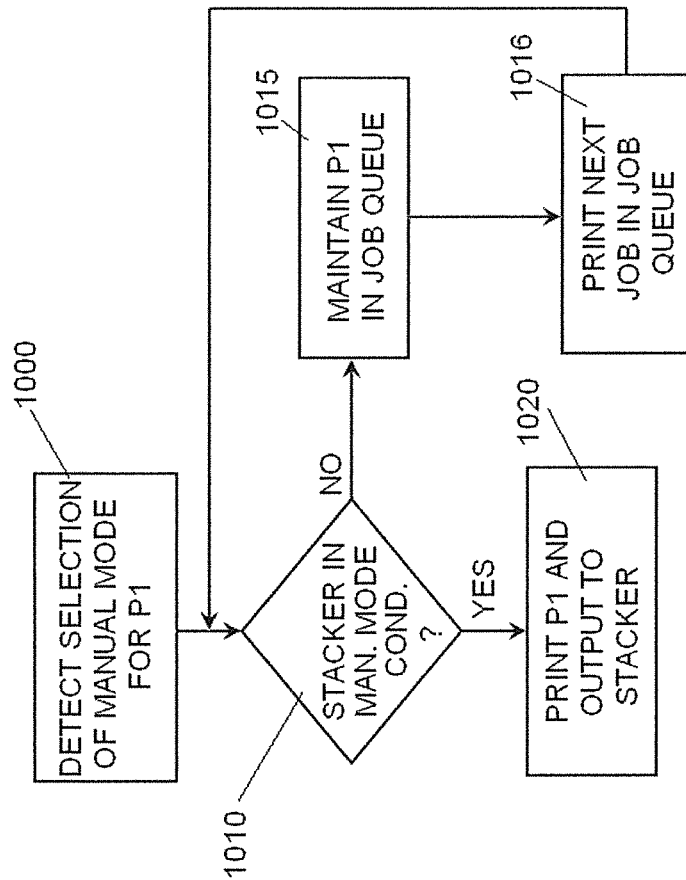 1000
DETECT SELECTION
OF MANUAL MODE
FOR P1
1010
STACKER IN
MAN. MODE
COND.
?
NO
YES
1015
MAINTAIN P1
IN JOB QUEUE
1016
PRINT NEXT
JOB IN JOB
QUEUE
1020
PRINT P1 AND
OUTPUT TO
STACKER